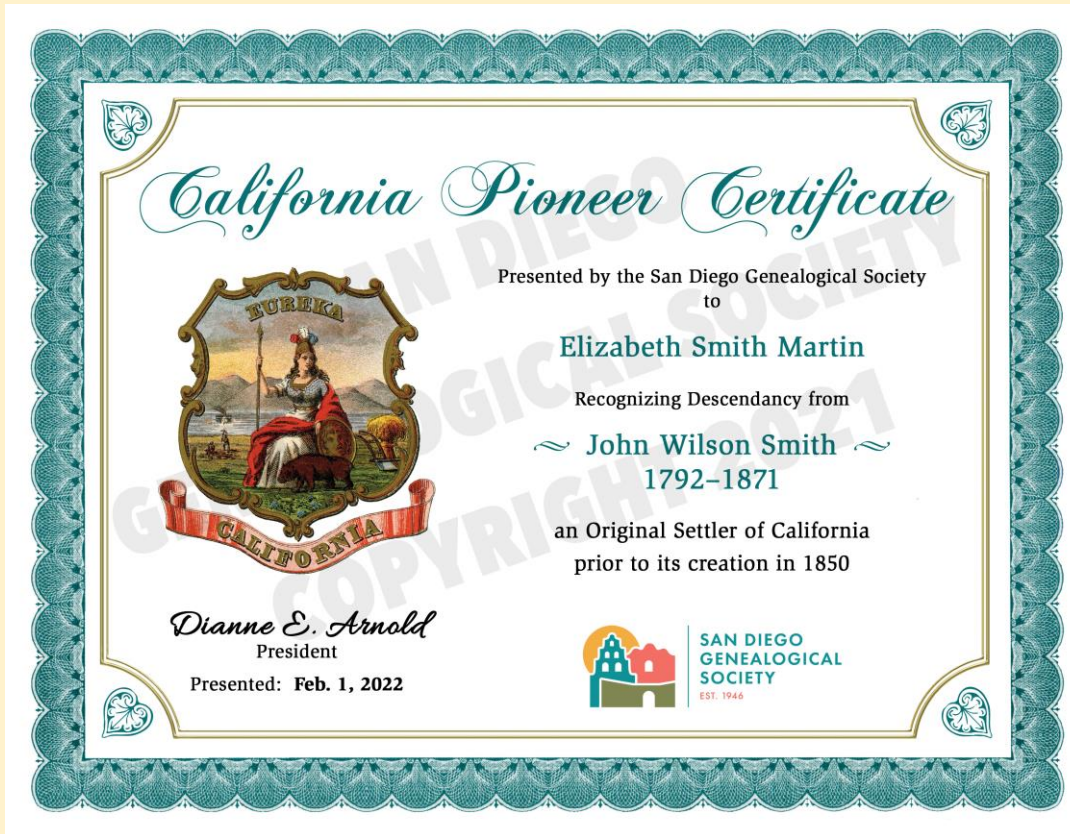 California Pioneer Certificate
SAN DIEGO
GENEALOGICAL SOCIETY
COPYRIGHT 2021
EUREKA
CALIFORNIA
Presented by the San Diego Genealogical Society
to
Elizabeth Smith Martin
Recognizing Descendancy from
~ John Wilson Smith ~
1792–1871
an Original Settler of California
prior to its creation in 1850
Dianne E. Arnold
President
Presented: Feb. 1, 2022
SAN DIEGO
GENEALOGICAL
SOCIETY
EST. 1946